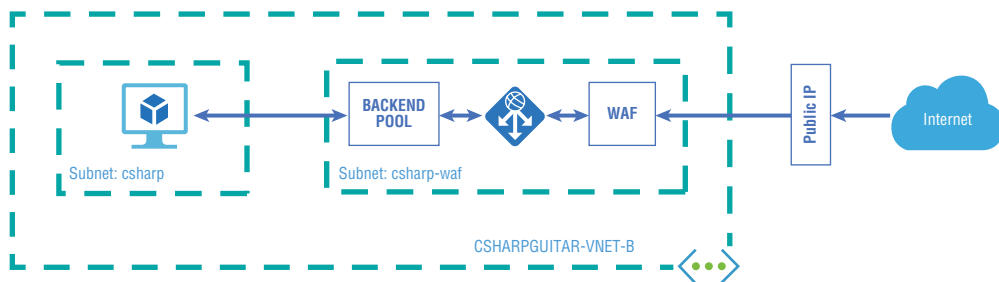 BACKEND
POOL
WAF
Public IP
Internet
Subnet: csharp
Subnet: csharp-waf
CSHARPGUITAR-VNET-B